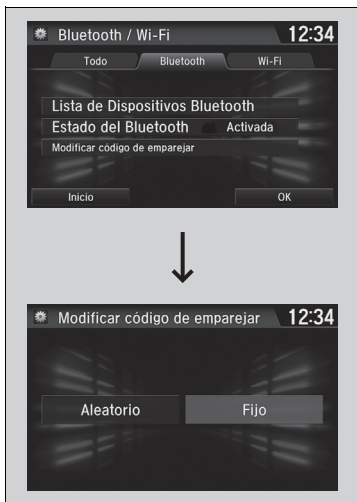 Bluetooth / Wi-Fi 12:34
Todo Bluetooth Wi-Fi
Lista de Dispositivos Bluetooth
Estado del Bluetooth Activada
Modificar código de emparejar
Inicio OK
Modificar código de emparejar 12:34
Aleatorio Fijo